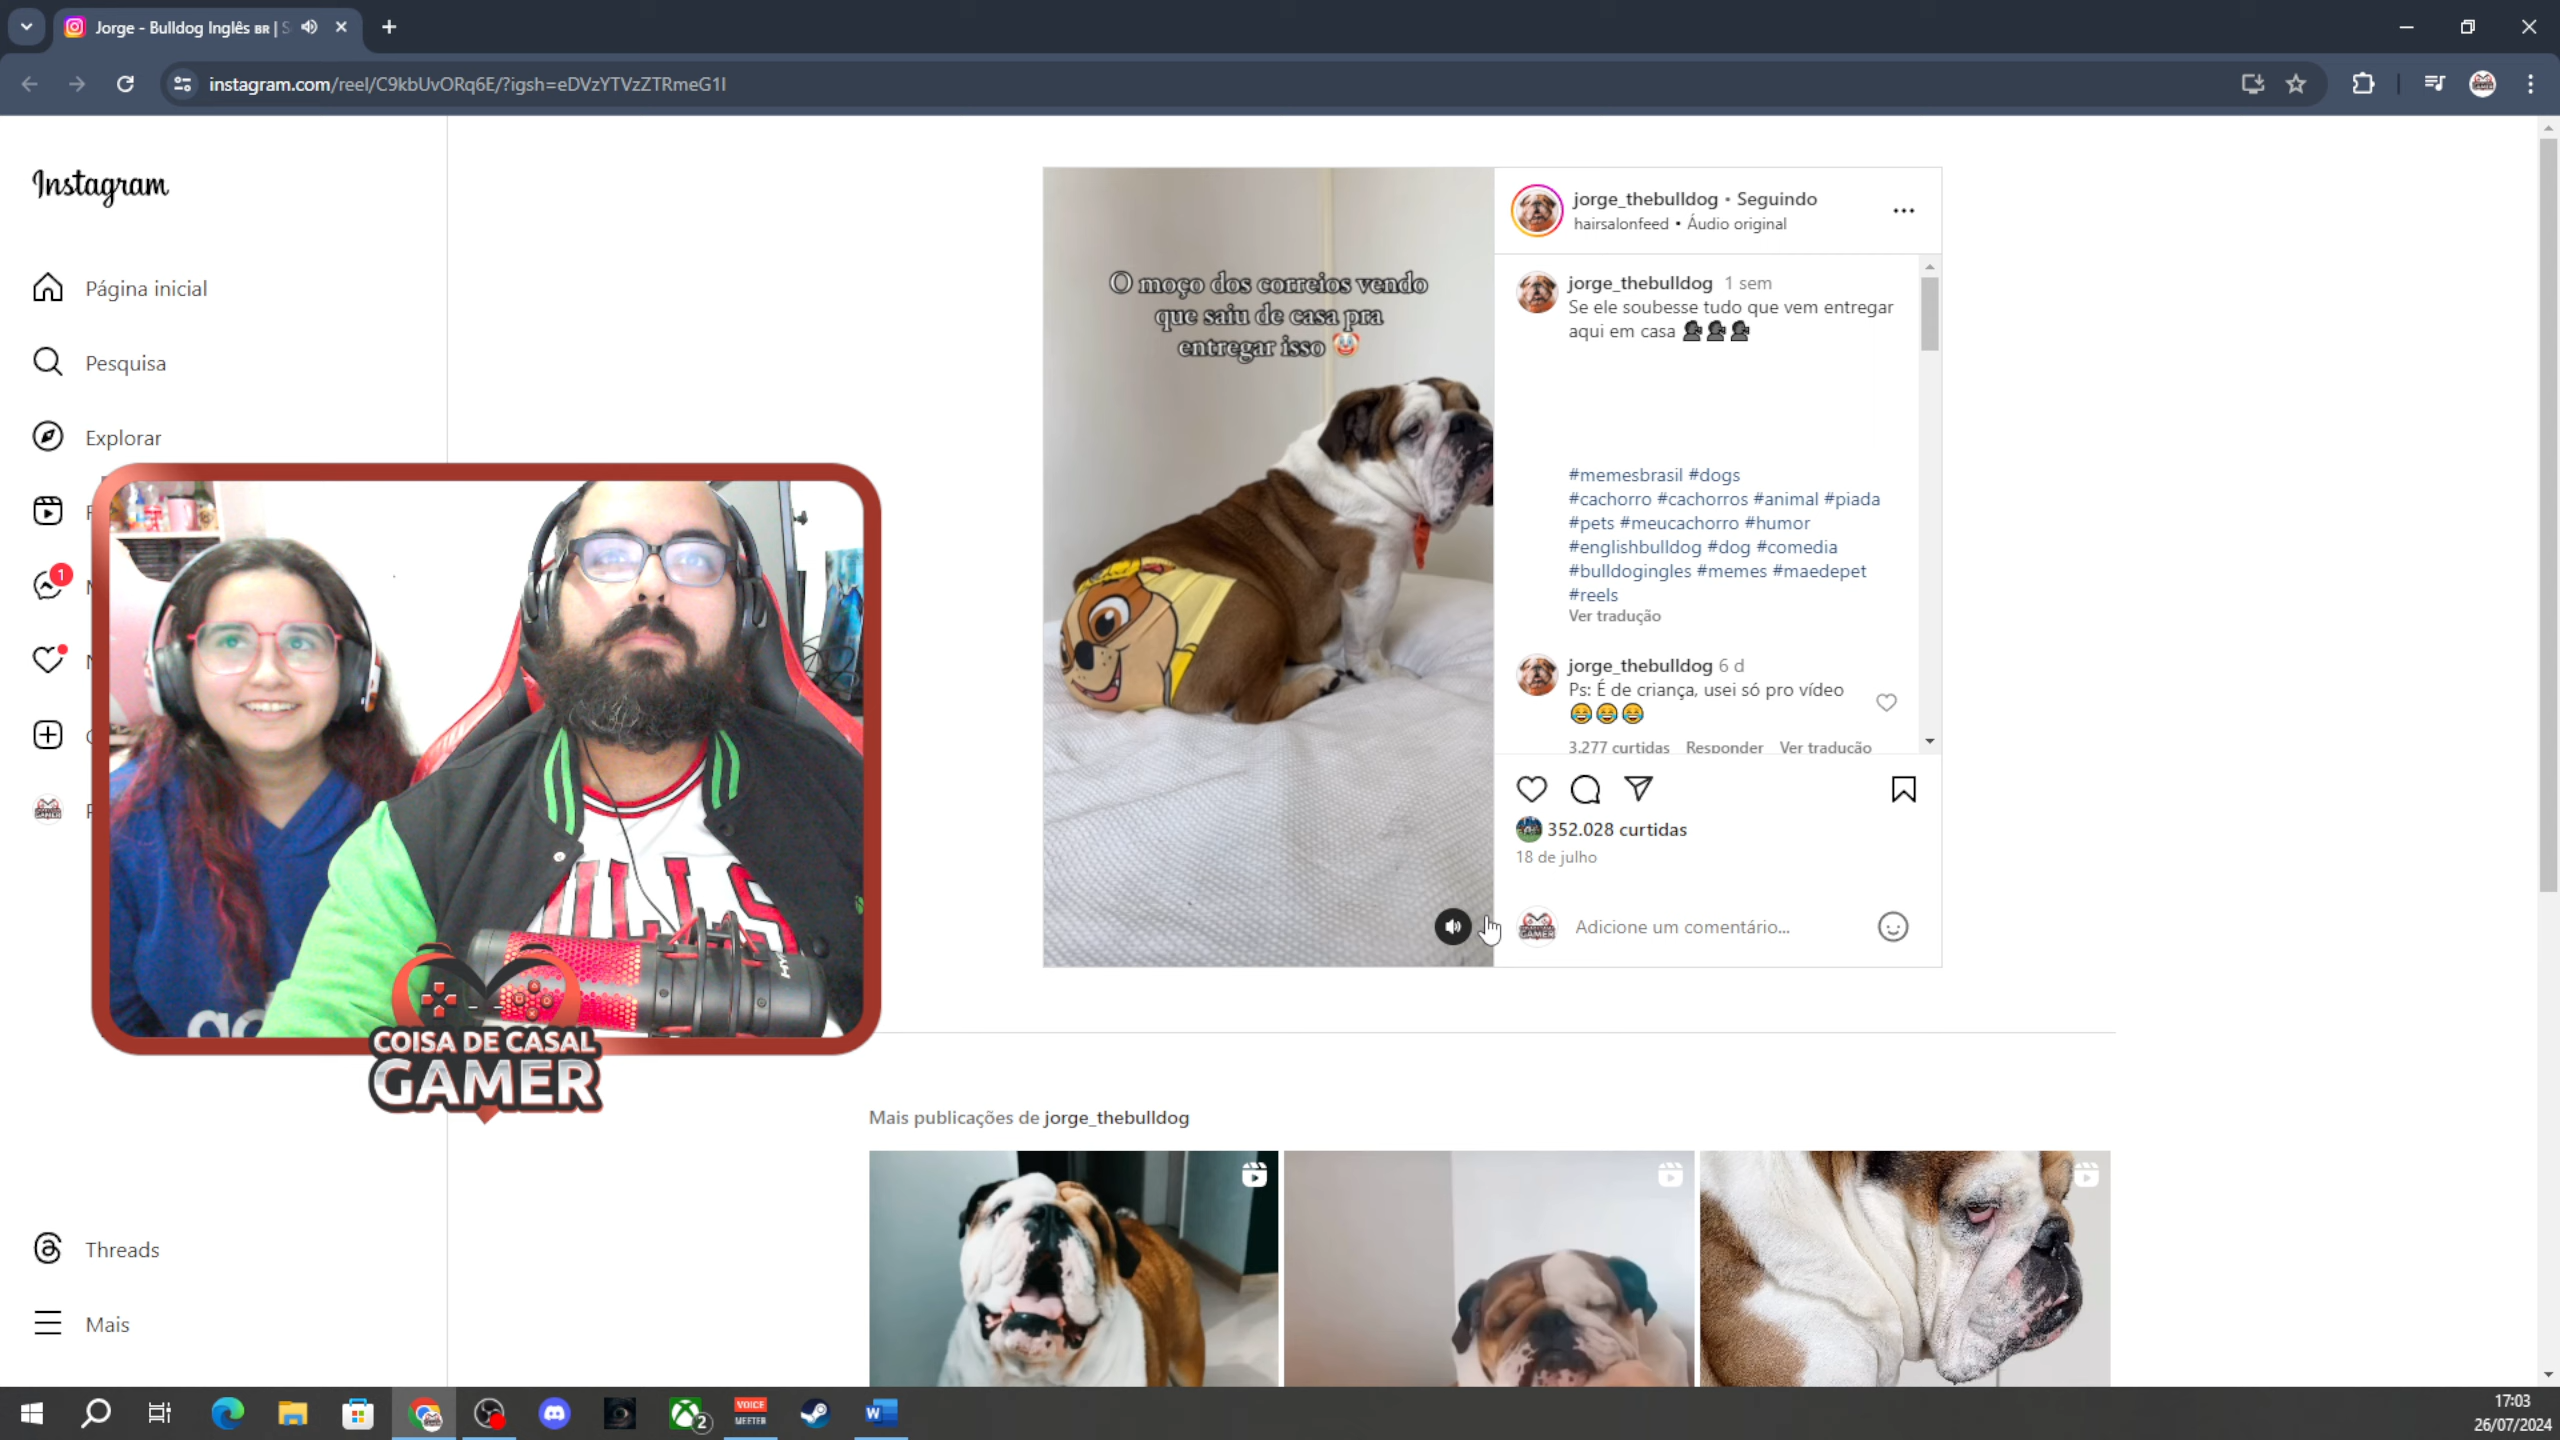 Jorge - Bulldog Inglês BR | S
instagram.com/reel/C9kbUvORq6E/?igsh=eDVzYTVzZTRmeG1l
Instagram
Página inicial
Pesquisa
Explorar
1
Threads
Mais
O moço dos correios vendo
que saiu de casa pra
entregar isso 🤡
jorge_thebulldog • Seguindo
hairsalonfeed • Áudio original
jorge_thebulldog 1 sem
Se ele soubesse tudo que vem entregar
aqui em casa 🗣🗣🗣
#memesbrasil #dogs
#cachorro #cachorros #animal #piada
#pets #meucachorro #humor
#englishbulldog #dog #comedia
#bulldogingles #memes #maedepet
#reels
Ver tradução
jorge_thebulldog 6 d
Ps: É de criança, usei só pro vídeo
😂😂😂
3.277 curtidas Responder Ver tradução
352.028 curtidas
18 de julho
Adicione um comentário...
COISA DE CASAL
GAMER
Mais publicações de jorge_thebulldog
VOICE
MEETER
2
W
17:03
26/07/2024